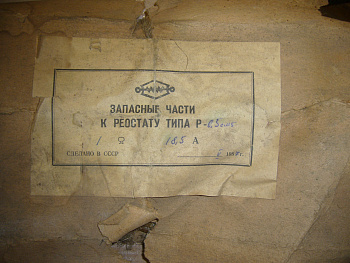 ЗАПАСНЫЕ ЧАСТИ
К РЕОСТАТУ ТИПА Р-
1 Ω 18,5 А
СДЕЛАНО В СССР